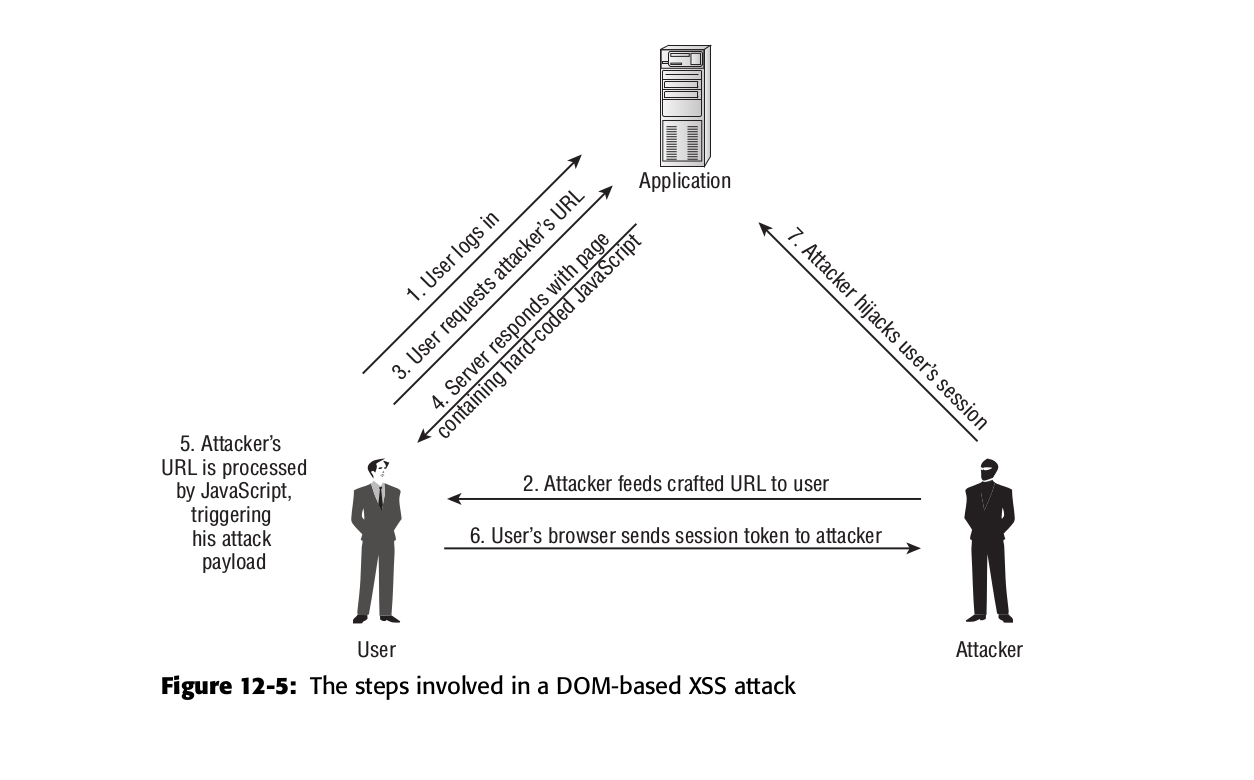 Application
1. User logs in
3. User requests attacker's URL
4. Server responds with page
containing hard-coded JavaScript
7. Attacker hijacks user's session
5. Attacker's
URL is processed
by JavaScript,
triggering
his attack
payload
2. Attacker feeds crafted URL to user
6. User's browser sends session token to attacker
User
Attacker
Figure 12-5: The steps involved in a DOM-based XSS attack